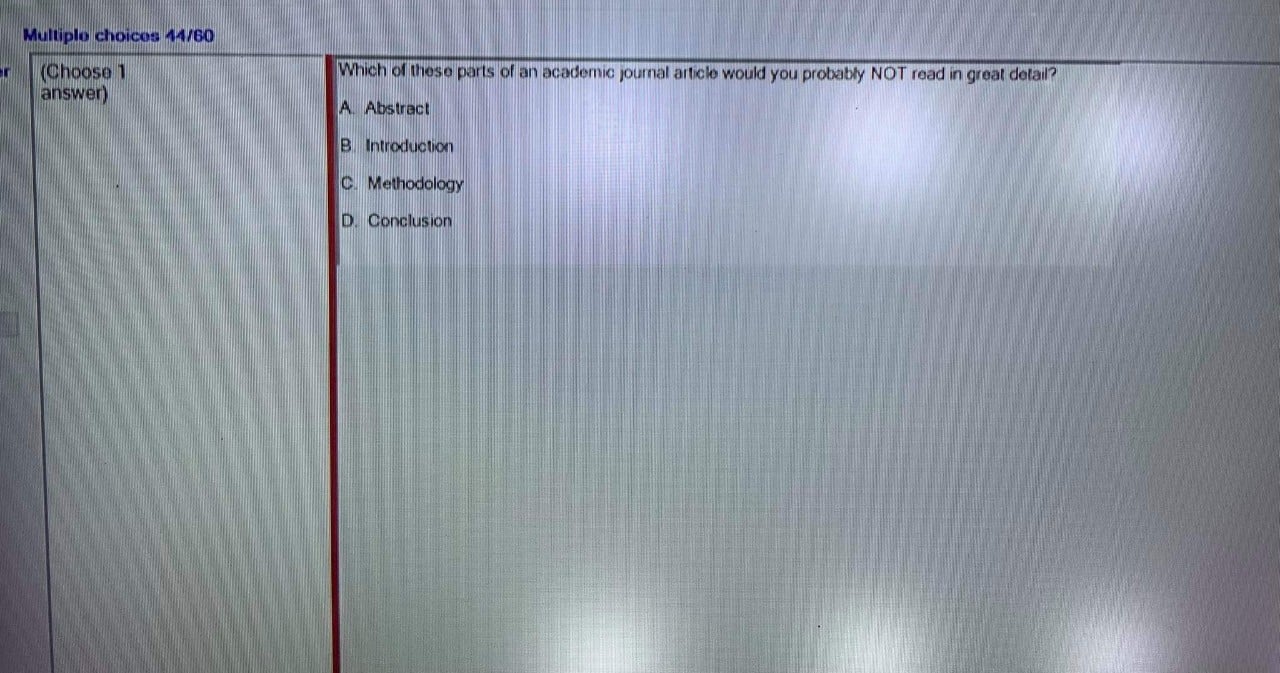 Multiple choices 44/60
er
(Choose 1
answer)
Which of these parts of an academic journal article would you probably NOT read in great detail?
A. Abstract
B. Introduction
C. Methodology
D. Conclusion